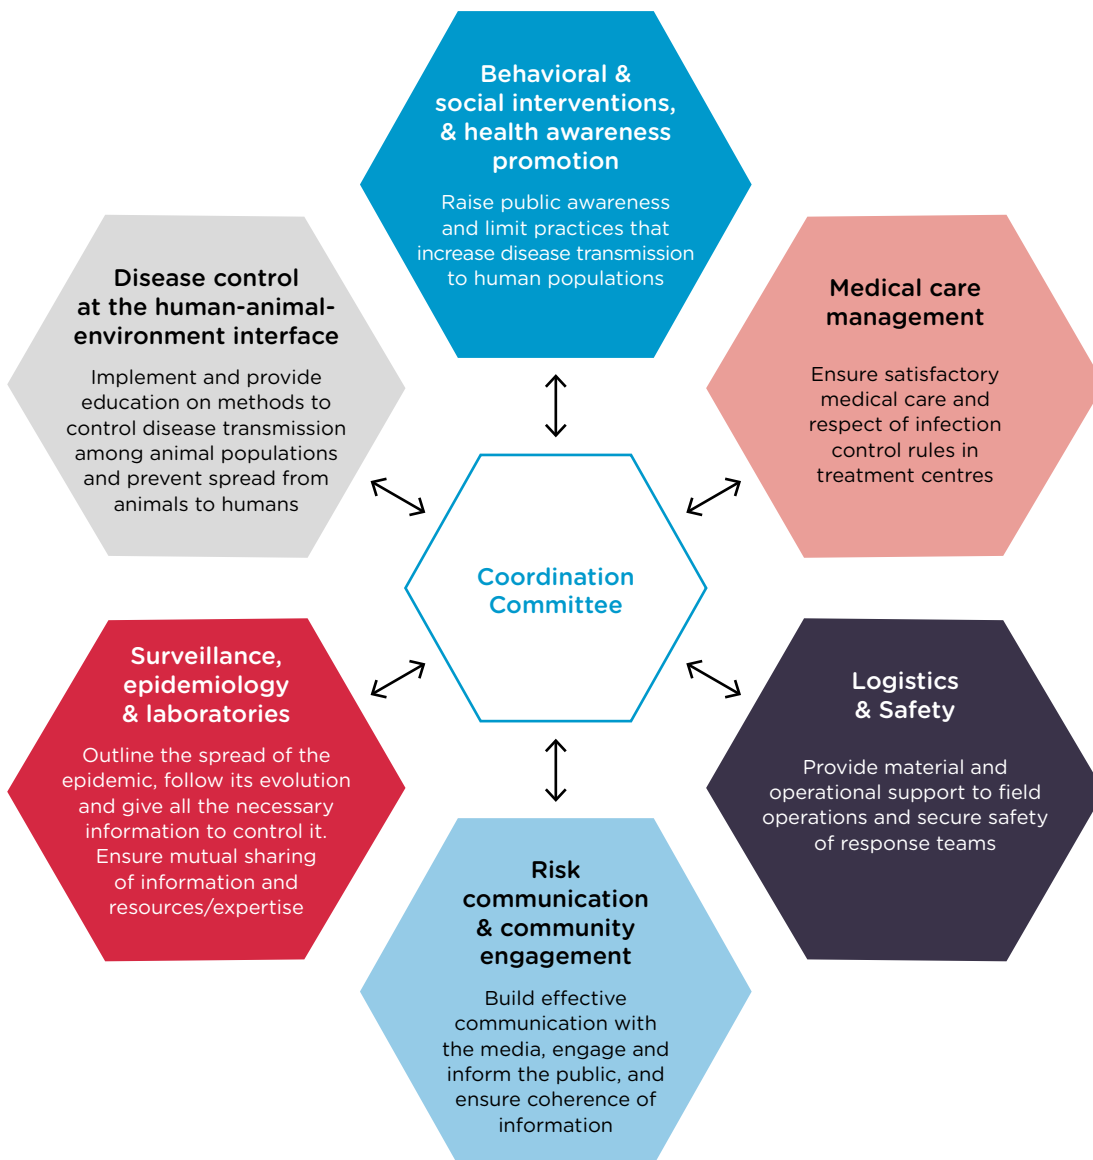 Behavioral &
social interventions,
& health awareness
promotion
Raise public awareness
and limit practices that
increase disease transmission
to human populations
Disease control
at the human-animal-
environment interface
Implement and provide
education on methods to
control disease transmission
among animal populations
and prevent spread from
animals to humans
Medical care
management
Ensure satisfactory
medical care and
respect of infection
control rules in
treatment centres
Coordination
Committee
Surveillance,
epidemiology
& laboratories
Outline the spread of the
epidemic, follow its evolution
and give all the necessary
information to control it.
Ensure mutual sharing
of information and
resources/expertise
Logistics
& Safety
Provide material and
operational support to field
operations and secure safety
of response teams
Risk
communication
& community
engagement
Build effective
communication with
the media, engage and
inform the public, and
ensure coherence of
information